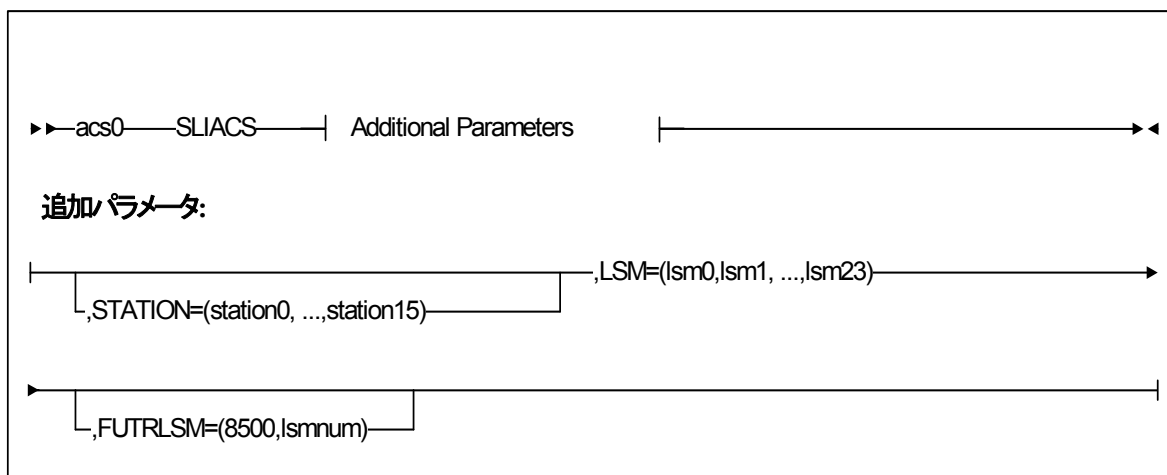 acs0 SLIACS Additional Parameters
追加パラメータ:
,LSM=(lsm0,lsm1, ...,lsm23)
,STATION=(station0, ...,station15)
,FUTRLSM=(8500,lsmnum)